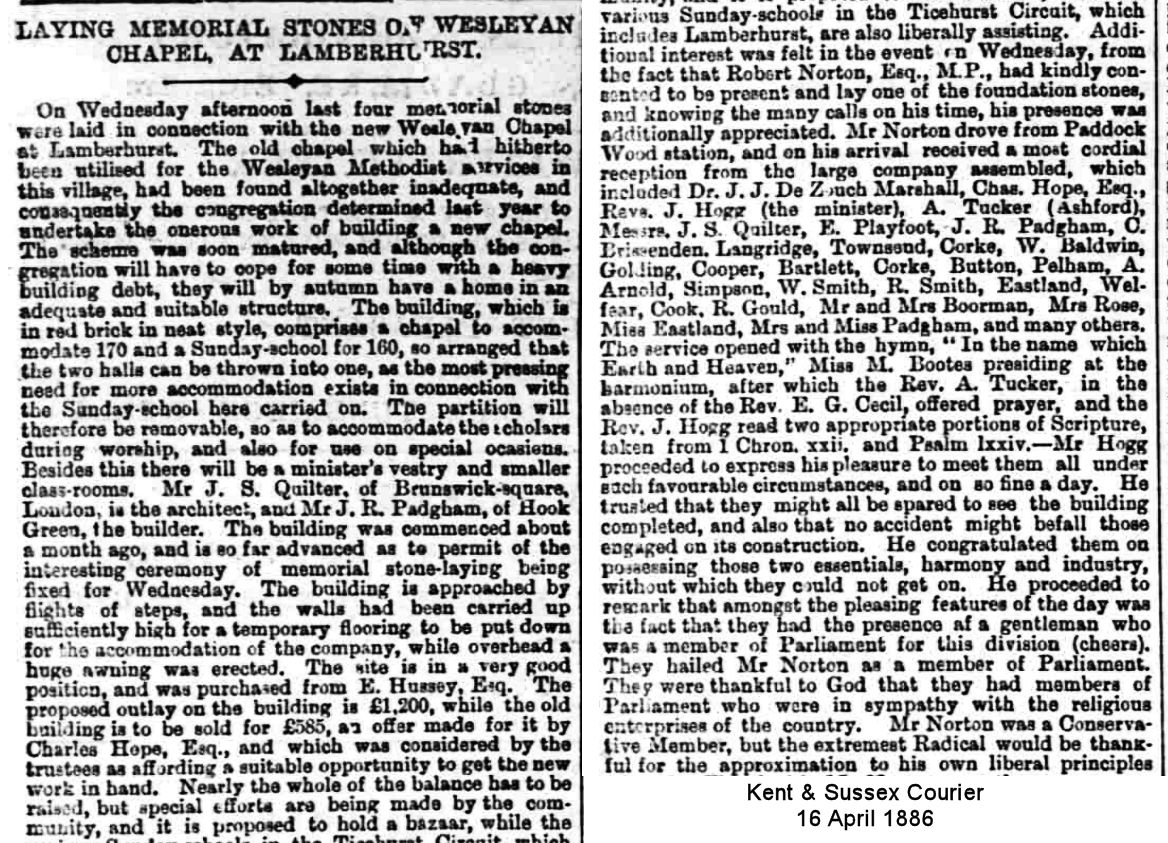 LAYING MEMORIAL STONES OF WESLEYAN
CHAPEL, AT LAMBERHURST.
On Wednesday afternoon last four memorial stones
were laid in connection with the new Wesleyan Chapel
at Lamberhurst. The old chapel which had hitherto
been utilised for the Wesleyan Methodist services in
this village, had been found altogether inadequate, and
consequently the congregation determined last year to
undertake the onerous work of building a new chapel.
The scheme was soon matured, and although the con-
gregation will have to cope for some time with a heavy
building debt, they will by autumn have a home in an
adequate and suitable structure. The building, which is
in red brick in neat style, comprises a chapel to accom-
modate 170 and a Sunday-school for 160, so arranged that
the two halls can be thrown into one, as the most pressing
need for more accommodation exists in connection with
the Sunday-school here carried on. The partition will
therefore be removable, so as to accommodate the scholars
during worship, and also for use on special ocasions.
Besides this there will be a minister's vestry and smaller
class-rooms. Mr J. S. Quilter, of Brunswick-square,
London, is the architect, and Mr J. R. Padgham, of Hook
Green, the builder. The building was commenced about
a month ago, and is so far advanced as to permit of the
interesting ceremony of memorial stone-laying being
fixed for Wednesday. The building is approached by
flights of steps, and the walls had been carried up
sufficiently high for a temporary flooring to be put down
for the accommodation of the company, while overhead a
huge awning was erected. The site is in a very good
position, and was purchased from E. Hussey, Esq. The
proposed outlay on the building is £1,200, while the old
building is to be sold for £585, an offer made for it by
Charles Hope, Esq., and which was considered by the
trustees as affording a suitable opportunity to get the new
work in hand. Nearly the whole of the balance has to be
raised, but special efforts are being made by the com-
munity, and it is proposed to hold a bazaar, while the
various Sunday-schools in the Ticehurst Circuit, which
includes Lamberhurst, are also liberally assisting. Addi-
tional interest was felt in the event on Wednesday, from
the fact that Robert Norton, Esq., M.P., had kindly con-
sented to be present and lay one of the foundation stones,
and knowing the many calls on his time, his presence was
additionally appreciated. Mr Norton drove from Paddock
Wood station, and on his arrival received a most cordial
reception from the large company assembled, which
included Dr. J. J. De Zouch Marshall, Chas. Hope, Esq.,
Revs. J. Hogg (the minister), A. Tucker (Ashford),
Messrs. J. S. Quilter, E. Playfoot, J. R. Padgham, C.
Brissenden. Langridge, Townsend, Corke, W. Baldwin,
Golding, Cooper, Bartlett, Corke, Button, Pelham, A.
Arnold, Simpson, W. Smith, R. Smith, Eastland, Wel-
fear, Cook, R. Gould, Mr and Mrs Boorman, Mrs Rose,
Miss Eastland, Mrs and Miss Padgham, and many others.
The service opened with the hymn, "In the name which
Earth and Heaven," Miss M. Bootes presiding at the
harmonium, after which the Rev. A. Tucker, in the
absence of the Rev. E. G. Cecil, offered prayer, and the
Rev. J. Hogg read two appropriate portions of Scripture,
taken from 1 Chron. xxii. and Psalm lxxiv.—Mr Hogg
proceeded to express his pleasure to meet them all under
such favourable circumstances, and on so fine a day. He
trusted that they might all be spared to see the building
completed, and also that no accident might befall those
engaged on its construction. He congratulated them on
possessing those two essentials, harmony and industry,
without which they could not get on. He proceeded to
remark that amongst the pleasing features of the day was
the fact that they had the presence af a gentleman who
was a member of Parliament for this division (cheers).
They hailed Mr Norton as a member of Parliament.
They were thankful to God that they had members of
Parliament who were in sympathy with the religious
enterprises of the country. Mr Norton was a Conserva-
tive Member, but the extremest Radical would be thank-
ful for the approximation to his own liberal principles
Kent & Sussex Courier
16 April 1886